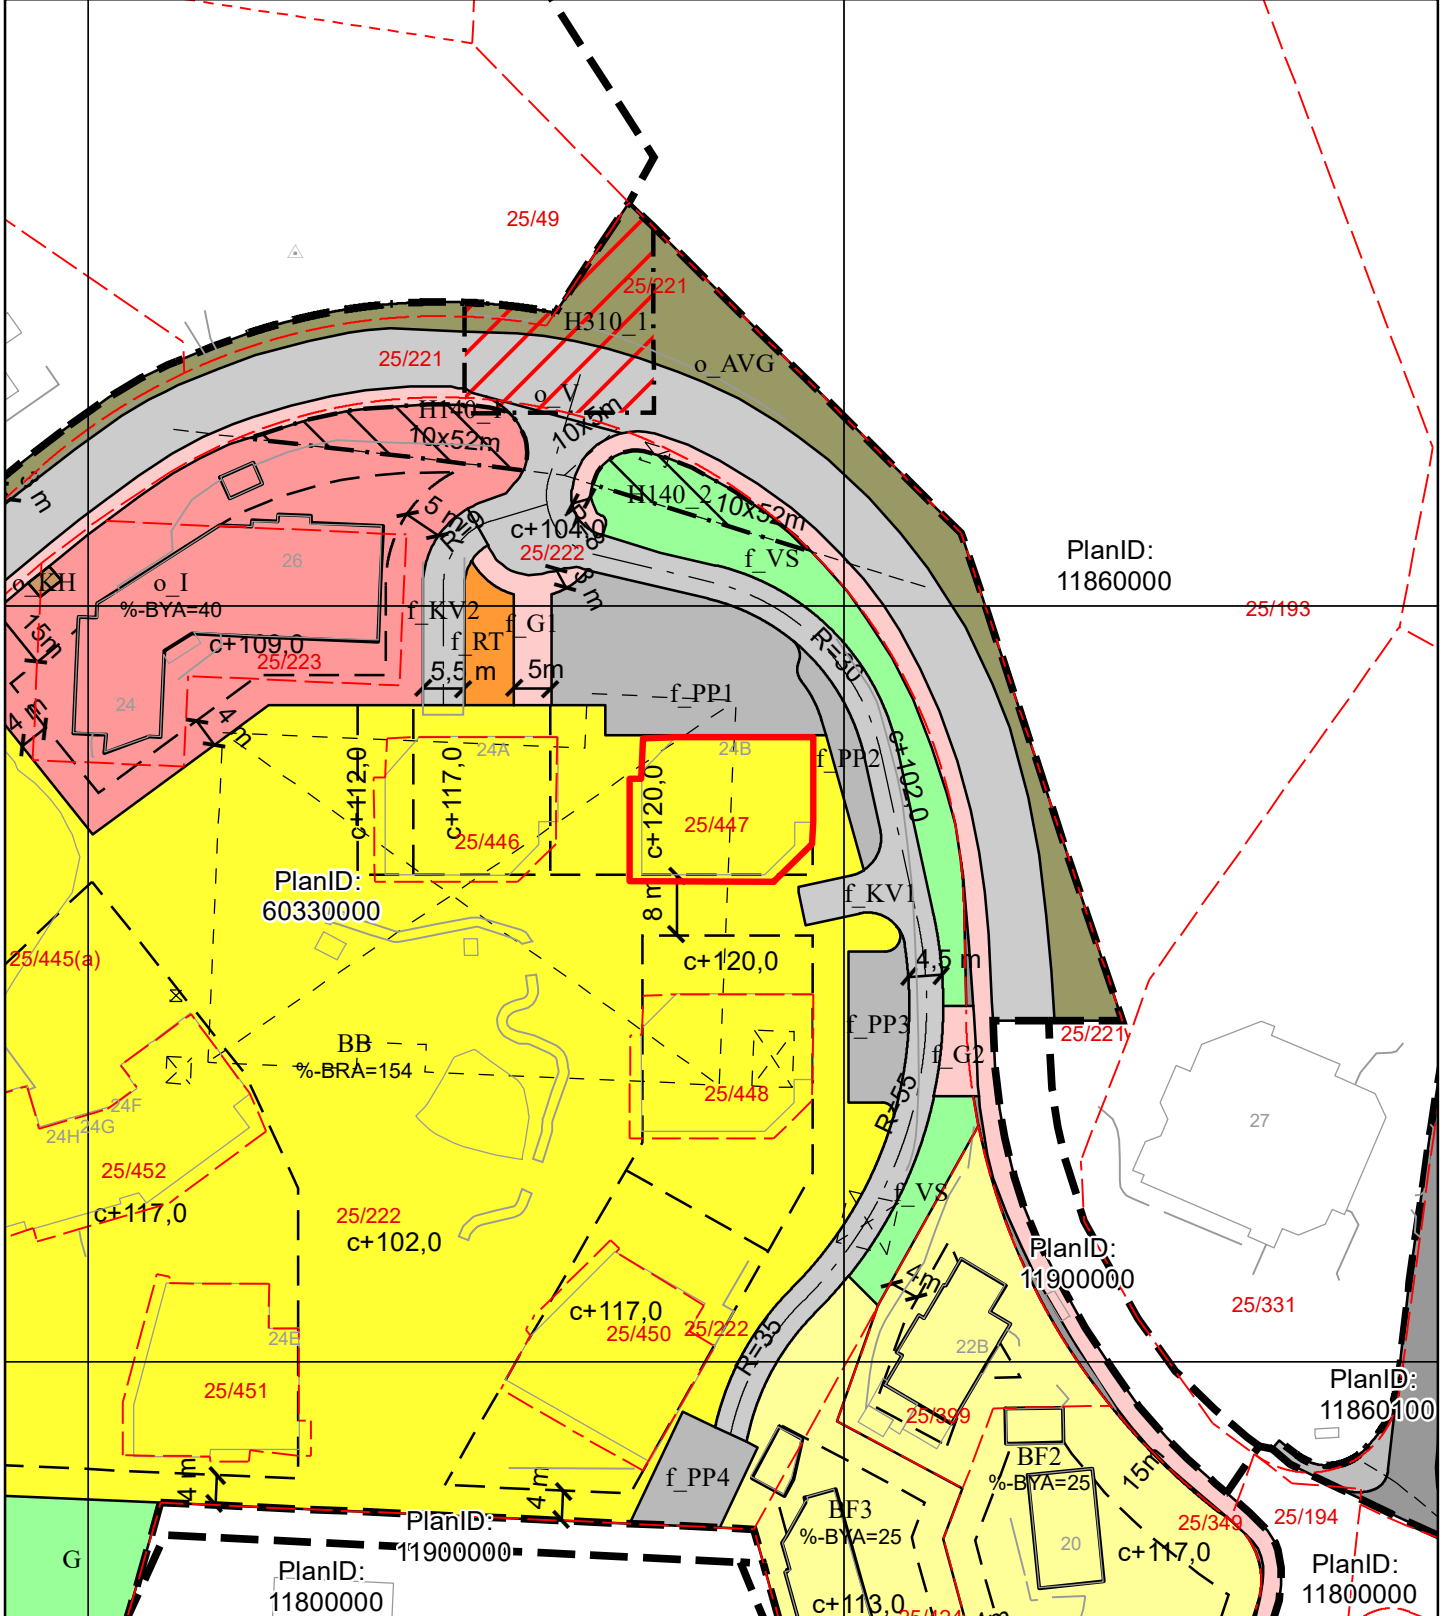 25/49
25/221
H310_1
25/221
o_AVG
o_V
H140_1
10x52m
10x5m
m
H140_2
10x52m
5 m
R=9
c+104,0
25/222
f_VS
PlanID:
11860000
26
o_KH
o_I
%-BYA=40
3 m
25/193
f_KV2
f_G1
15m
c+109,0
25/223
f_RT
R=30
5,5 m
5m
f_PP1
24
4 m
4 m
24A
24B
f_PP2
c+112,0
c+117,0
c+120,0
c+102,0
25/447
25/446
PlanID:
60330000
8 m
f_KV1
25/445(a)
c+120,0
4,5 m
f_PP3
25/221
BB
%-BRA=154
f_G2
25/448
R=55
24F
24H
24G
27
25/452
f_VS
c+117,0
25/222
c+102,0
PlanID:
11900000
4m
c+117,0
25/450
25/222
25/331
24E
R=35
22B
25/451
PlanID:
11860100
25/399
BF2
%-BYA=25
15m
4 m
4 m
f_PP4
BF3
%-BYA=25
PlanID:
11900000
25/349
25/194
20
c+117,0
G
PlanID:
11800000
PlanID:
11800000
c+113,0